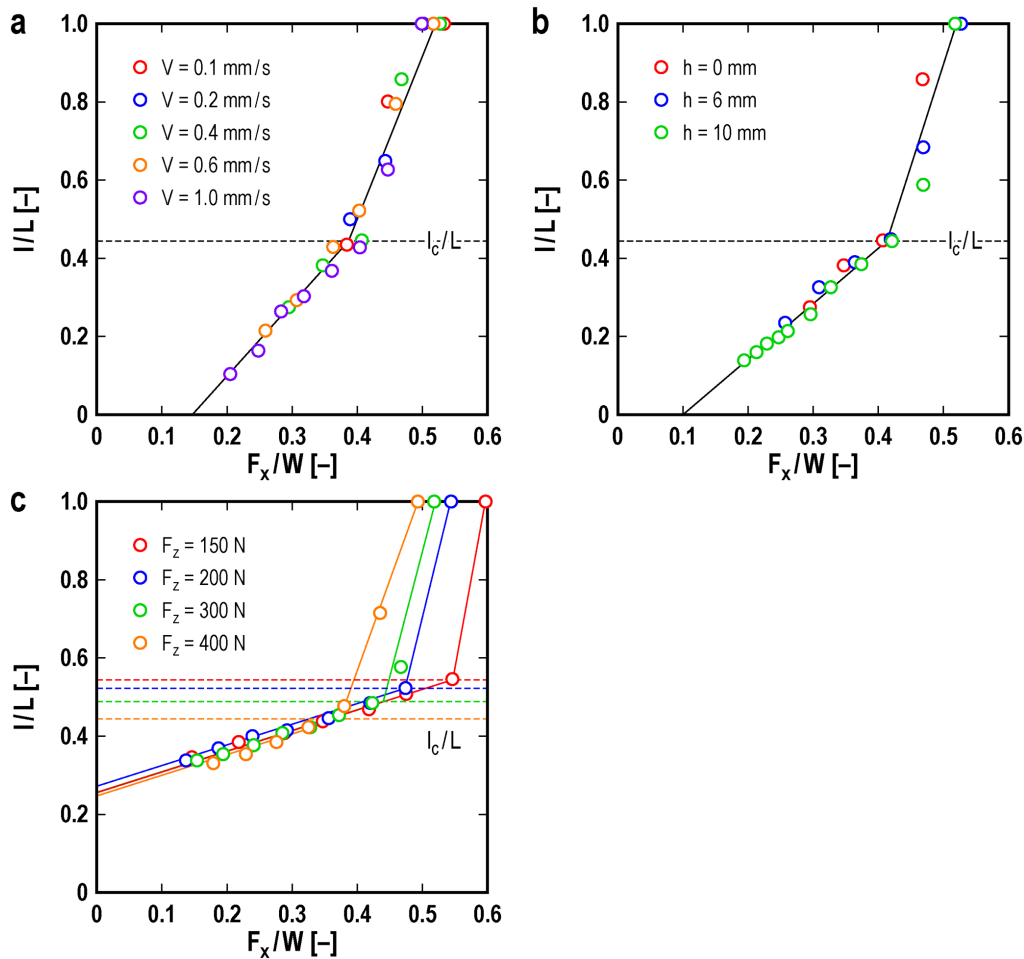 a
1.0
0.8
0.6
0.4
0.2
0
l/L [–]
V = 0.1 mm/s
V = 0.2 mm/s
V = 0.4 mm/s
V = 0.6 mm/s
V = 1.0 mm/s
lc/L
0 0.1 0.2 0.3 0.4 0.5 0.6
Fx/W [–]
b
1.0
0.8
0.6
0.4
0.2
0
l/L [–]
h = 0 mm
h = 6 mm
h = 10 mm
lc/L
0 0.1 0.2 0.3 0.4 0.5 0.6
Fx/W [–]
c
1.0
0.8
0.6
0.4
0.2
0
l/L [–]
Fz = 150 N
Fz = 200 N
Fz = 300 N
Fz = 400 N
lc/L
0 0.1 0.2 0.3 0.4 0.5 0.6
Fx/W [–]